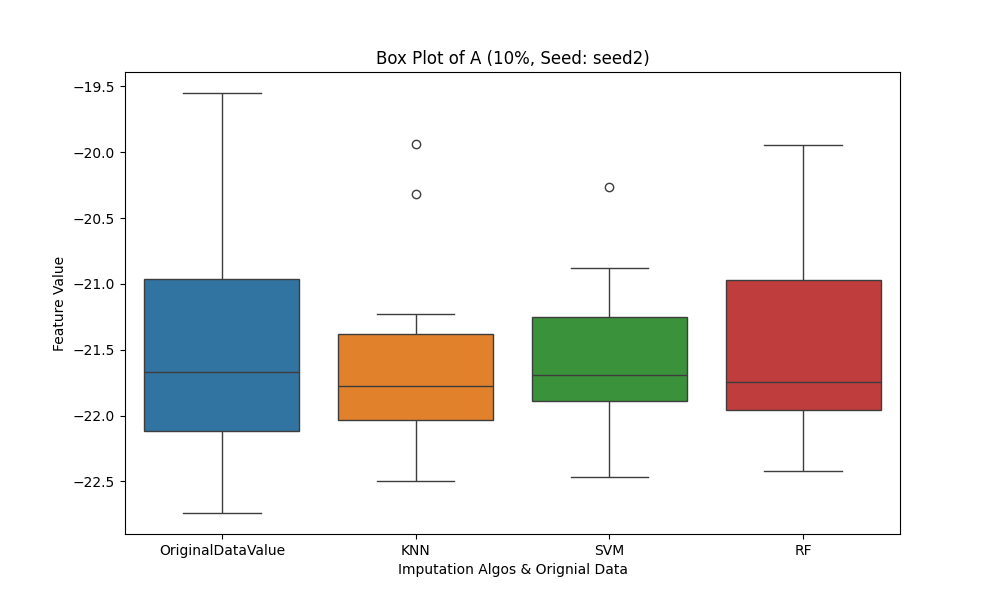 Box Plot of A (10%, Seed: seed2)
−19.5
−20.0
−20.5
−21.0
−21.5
−22.0
−22.5
Feature Value
OriginalDataValue KNN SVM RF
Imputation Algos & Orignial Data